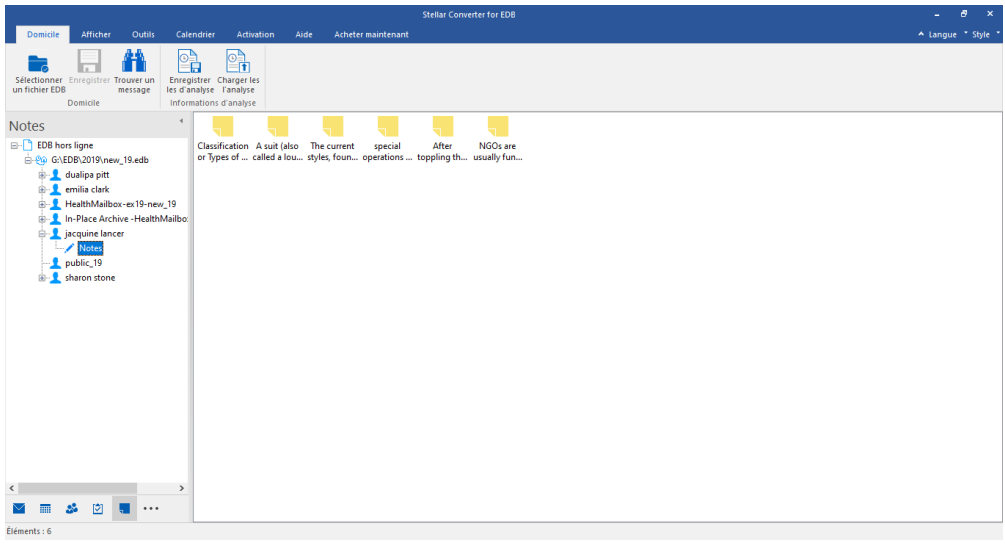 Stellar Converter for EDB
Domicile Afficher Outils Calendrier Activation Aide Acheter maintenant Langue Style
Sélectionner un fichier EDB
Enregistrer
Trouver un message
Enregistrer les d'analyse
Charger les l'analyse
Domicile
Informations d'analyse
Notes
EDB hors ligne
G:\EDB\2019\new_19.edb
dualipa pitt
emilia clark
HealthMailbox-ex19-new_19
In-Place Archive -HealthMailbo
jacquine lancer
Notes
public_19
sharon stone
Classification or Types of ...
A suit (also called a lou...
The current styles, foun...
special operations ...
After toppling th...
NGOs are usually fun...
Éléments : 6